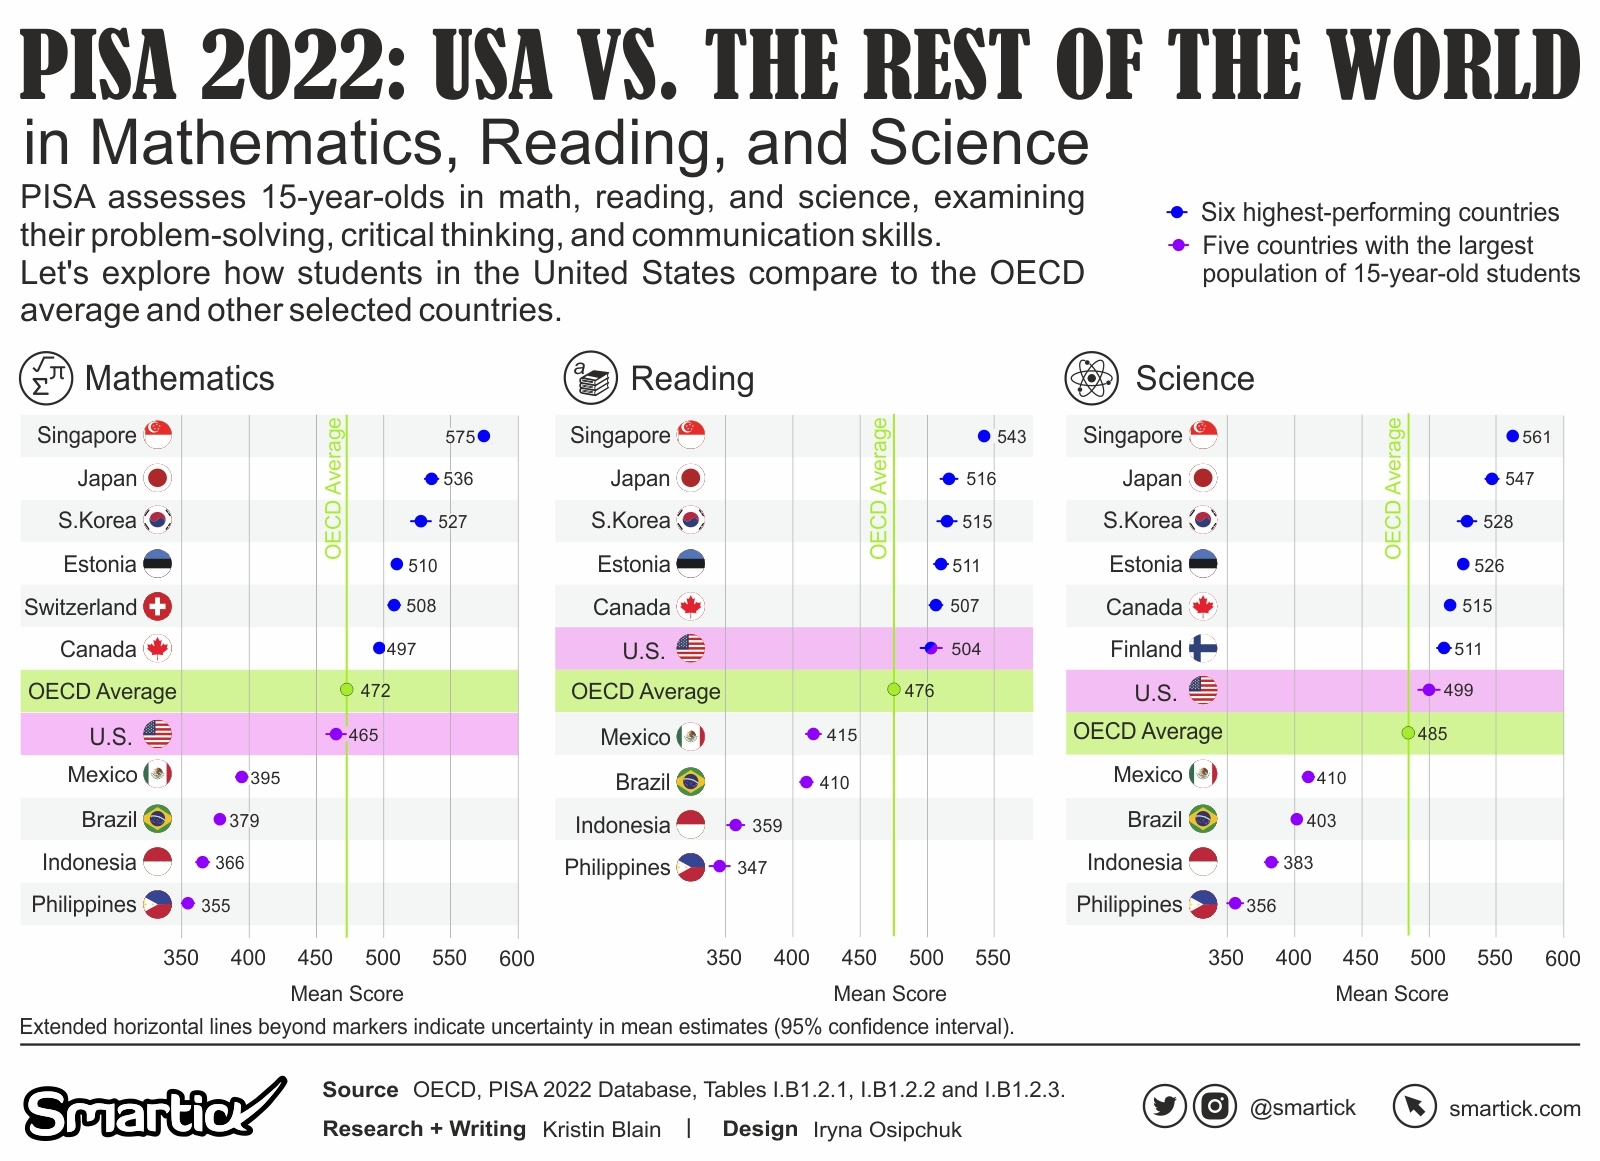 PISA 2022: USA VS. THE REST OF THE WORLD
in Mathematics, Reading, and Science
PISA assesses 15-year-olds in math, reading, and science, examining
their problem-solving, critical thinking, and communication skills.
Let's explore how students in the United States compare to the OECD
average and other selected countries.
Six highest-performing countries
Five countries with the largest
population of 15-year-old students
√π
Σ
Mathematics
OECD Average
Singapore 575
Japan 536
S.Korea 527
Estonia 510
Switzerland 508
Canada 497
OECD Average 472
U.S. 465
Mexico 395
Brazil 379
Indonesia 366
Philippines 355
350 400 450 500 550 600
Mean Score
a
Reading
OECD Average
Singapore 543
Japan 516
S.Korea 515
Estonia 511
Canada 507
U.S. 504
OECD Average 476
Mexico 415
Brazil 410
Indonesia 359
Philippines 347
350 400 450 500 550
Mean Score
Science
OECD Average
Singapore 561
Japan 547
S.Korea 528
Estonia 526
Canada 515
Finland 511
U.S. 499
OECD Average 485
Mexico 410
Brazil 403
Indonesia 383
Philippines 356
350 400 450 500 550 600
Mean Score
Extended horizontal lines beyond markers indicate uncertainty in mean estimates (95% confidence interval).
Smartick
Source OECD, PISA 2022 Database, Tables I.B1.2.1, I.B1.2.2 and I.B1.2.3.
Research + Writing Kristin Blain | Design Iryna Osipchuk
@smartick
smartick.com